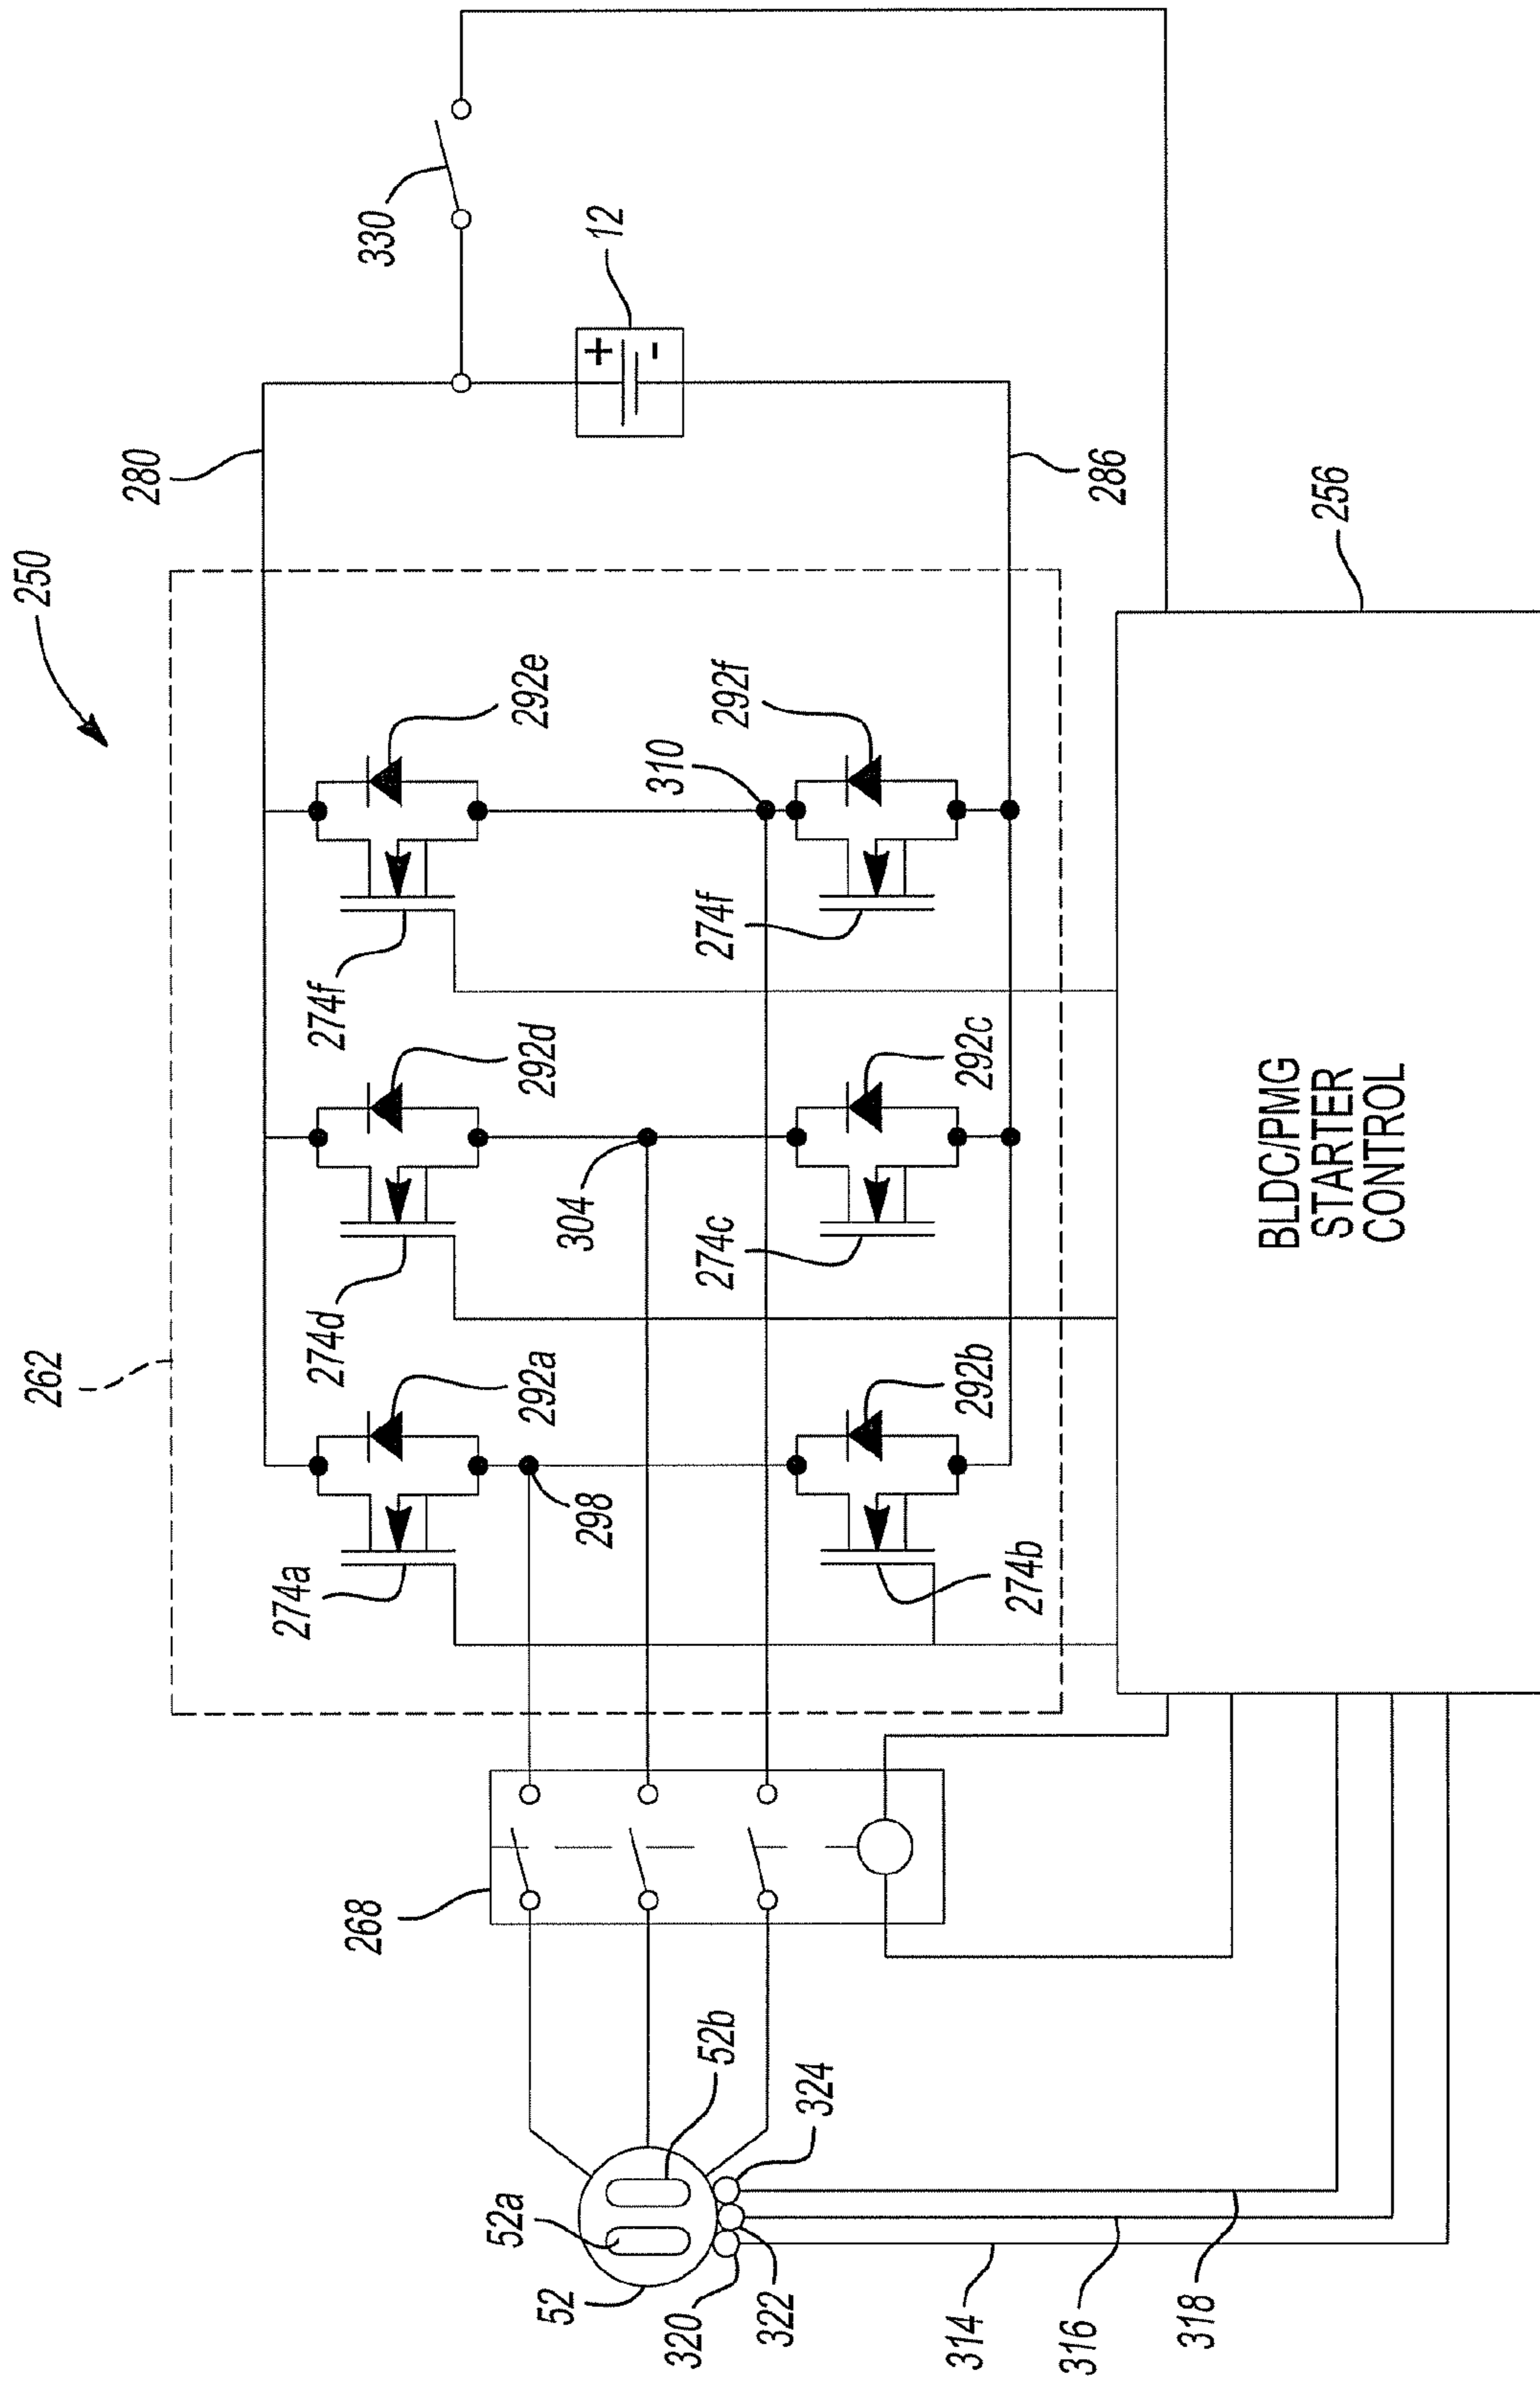 250
262
280
330
12
286
256
274a
292a
274d
292d
274f
292e
298
304
310
274b
292b
274c
292c
274f
292f
268
52a
52b
52
320
322
324
314
316
318
+
-
BLDC/PMG
STARTER
CONTROL